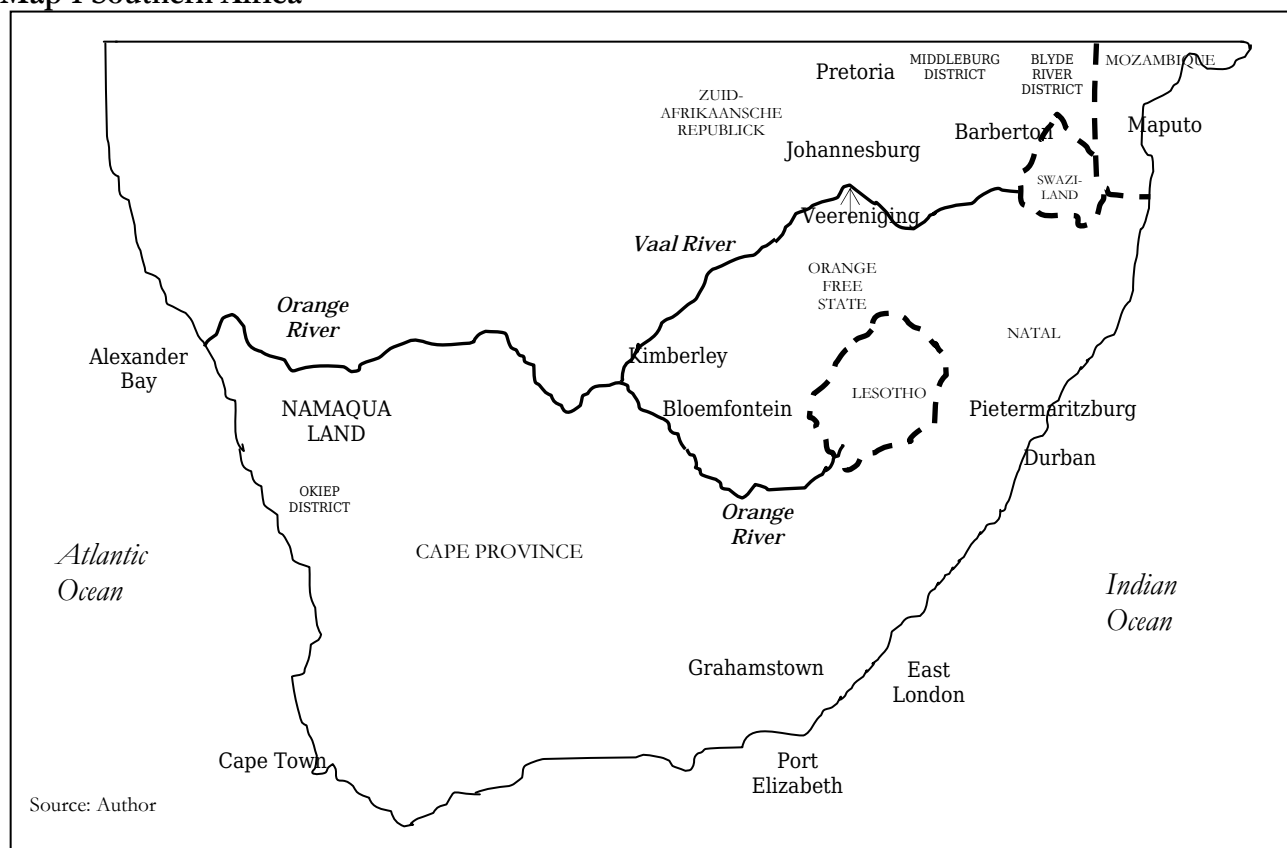 Map 1 Southern Africa
Pretoria
MIDDLEBURG
DISTRICT
BLYDE
RIVER
DISTRICT
MOZAMBIQUE
ZUID-
AFRIKAANSCHE
REPUBLICK
Johannesburg
Barberton
Maputo
SWAZI-
LAND
Veereniging
Vaal River
ORANGE
FREE
STATE
Orange
River
NATAL
Alexander
Bay
Kimberley
NAMAQUA
LAND
Bloemfontein
LESOTHO
Pietermaritzburg
Durban
OKIEP
DISTRICT
Orange
River
Atlantic
Ocean
CAPE PROVINCE
Indian
Ocean
Grahamstown
East
London
Cape Town
Port
Elizabeth
Source: Author